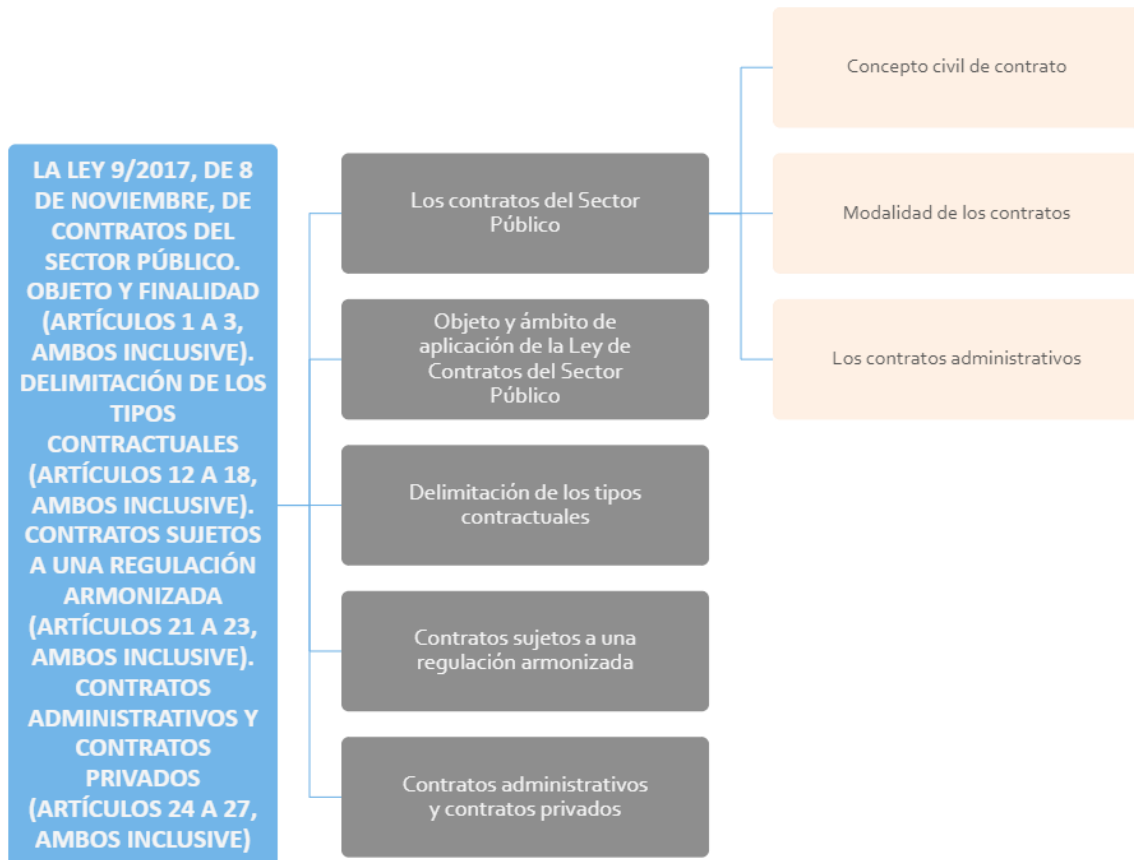 LA LEY 9/2017, DE 8
DE NOVIEMBRE, DE
CONTRATOS DEL
SECTOR PÚBLICO.
OBJETO Y FINALIDAD
(ARTÍCULOS 1 A 3,
AMBOS INCLUSIVE).
DELIMITACIÓN DE LOS
TIPOS
CONTRACTUALES
(ARTÍCULOS 12 A 18,
AMBOS INCLUSIVE).
CONTRATOS SUJETOS
A UNA REGULACIÓN
ARMONIZADA
(ARTÍCULOS 21 A 23,
AMBOS INCLUSIVE).
CONTRATOS
ADMINISTRATIVOS Y
CONTRATOS
PRIVADOS
(ARTÍCULOS 24 A 27,
AMBOS INCLUSIVE)
Los contratos del Sector
Público
Concepto civil de contrato
Modalidad de los contratos
Los contratos administrativos
Objeto y ámbito de
aplicación de la Ley de
Contratos del Sector
Público
Delimitación de los tipos
contractuales
Contratos sujetos a una
regulación armonizada
Contratos administrativos
y contratos privados